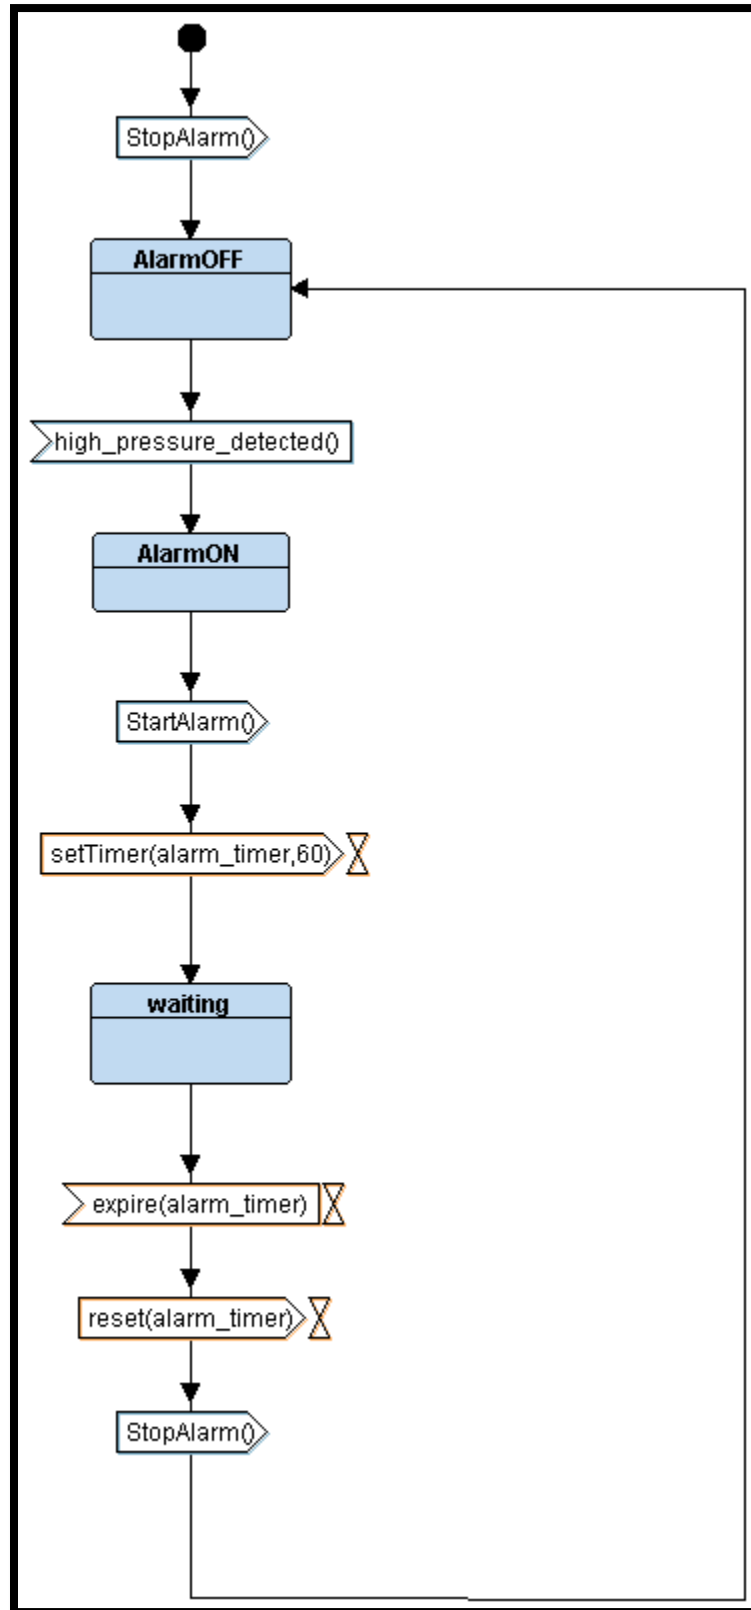 StopAlarm()
AlarmOFF
high_pressure_detected()
AlarmON
StartAlarm()
setTimer(alarm_timer,60)
waiting
expire(alarm_timer)
reset(alarm_timer)
StopAlarm()